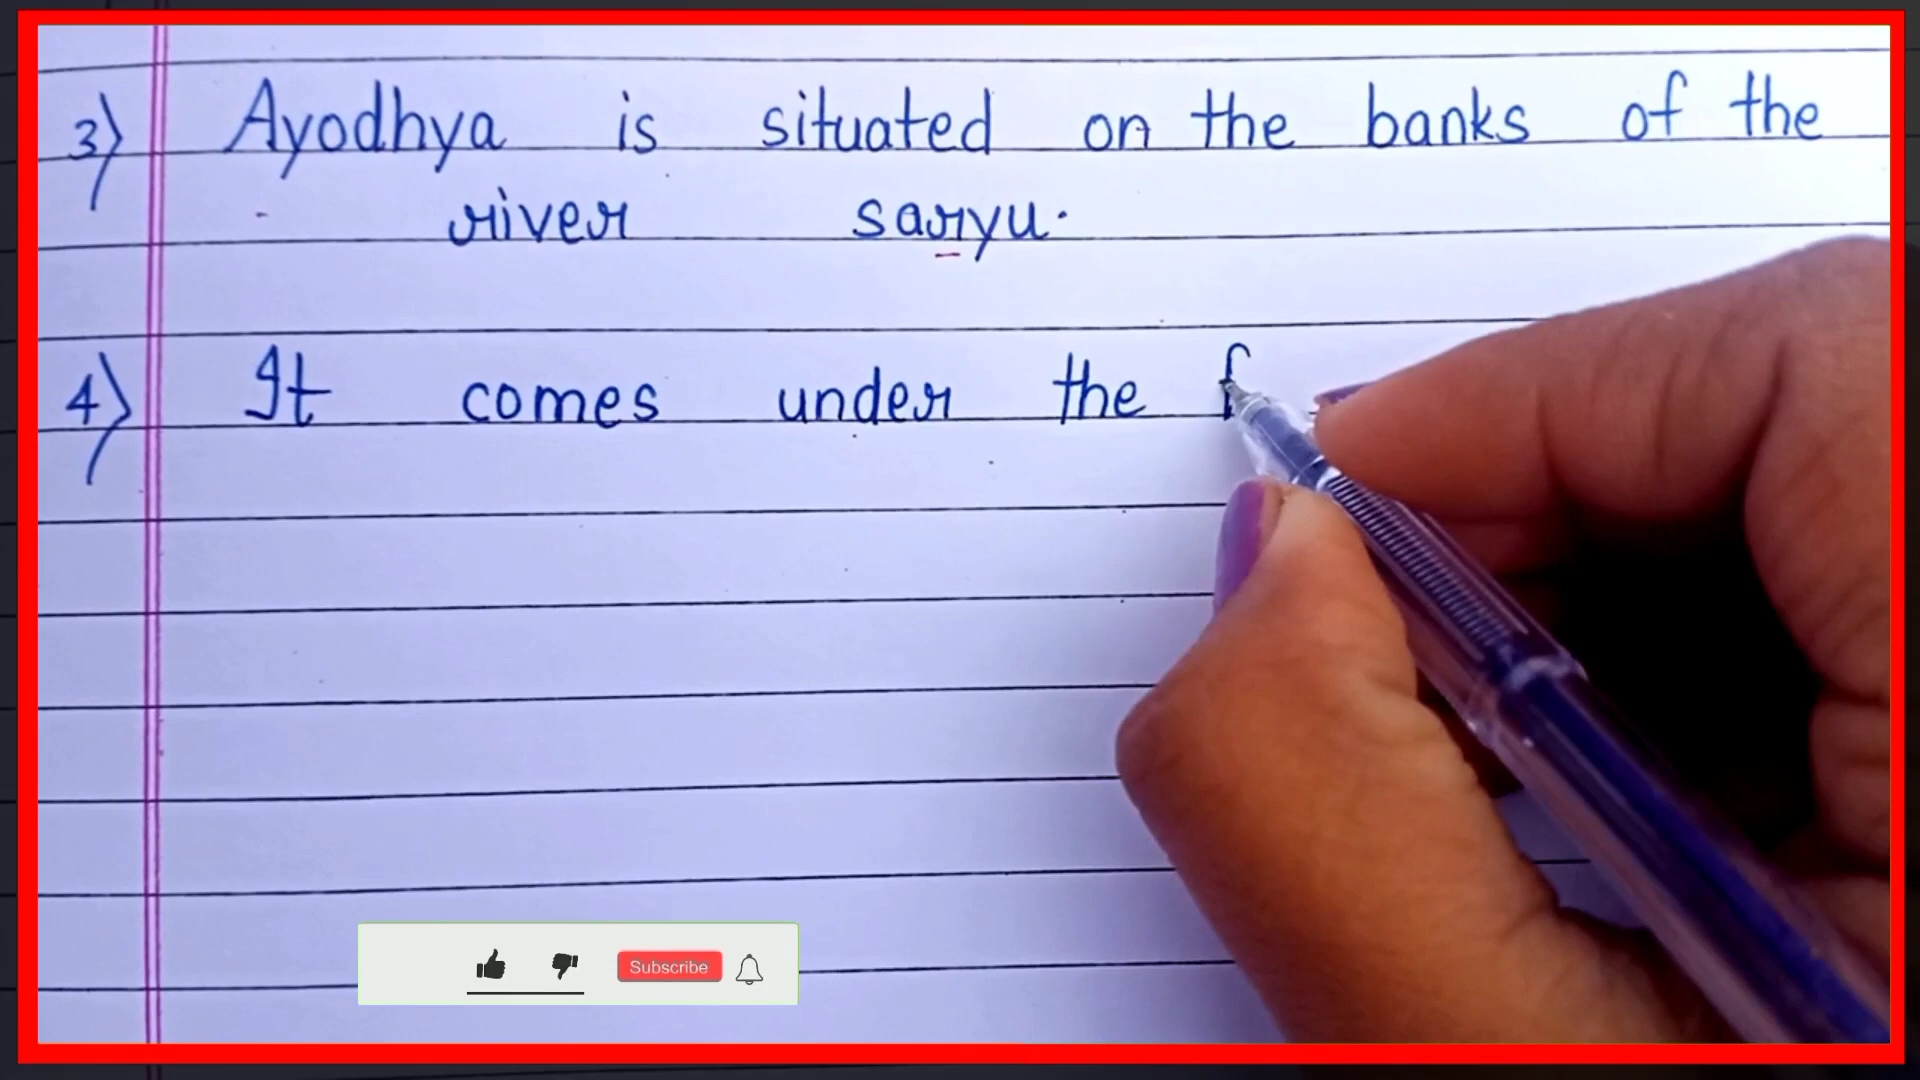 3) Ayodhya is situated on the banks of the
river saryu.
4) It comes under the f
Subscribe